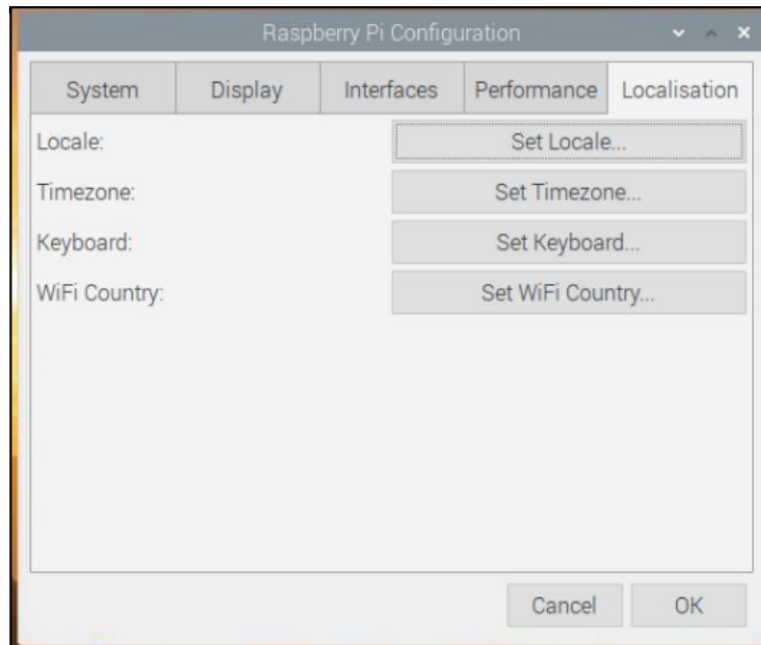 Raspberry Pi Configuration
System Display Interfaces Performance Localisation
Locale: Set Locale...
Timezone: Set Timezone...
Keyboard: Set Keyboard...
WiFi Country: Set WiFi Country...
Cancel OK